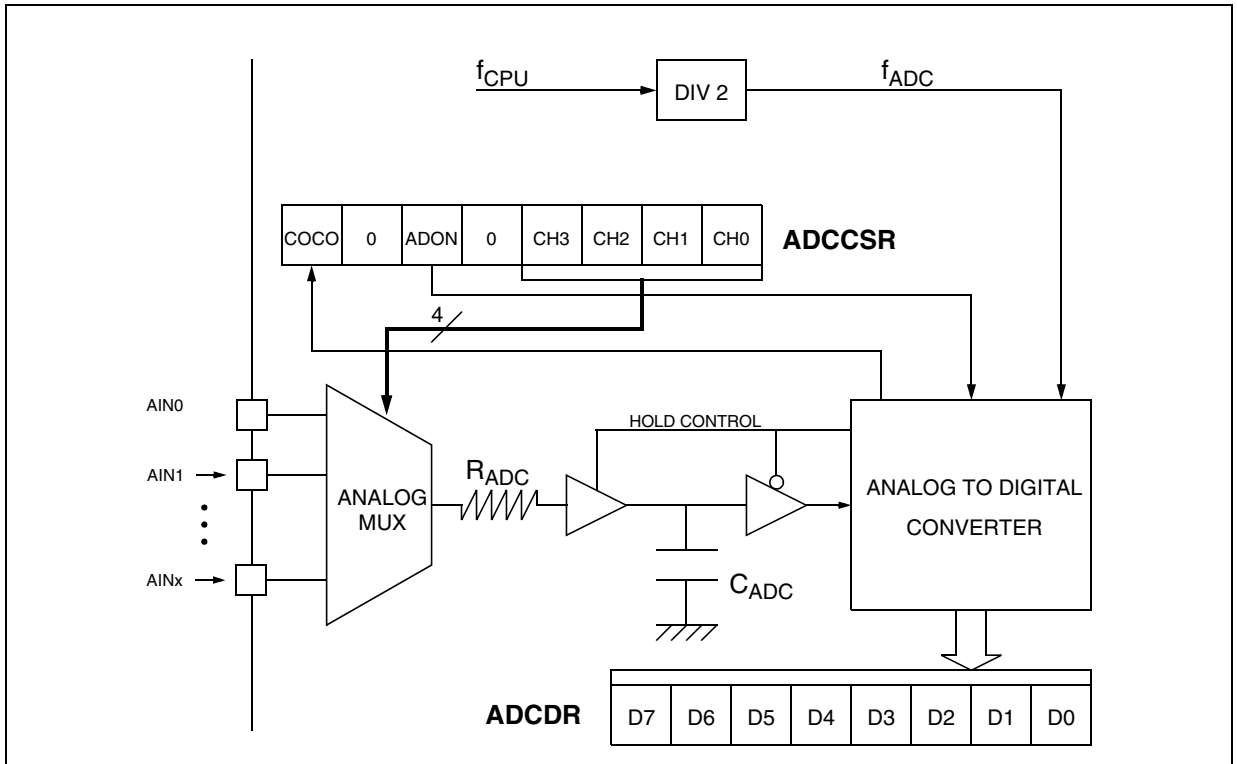 fCPU
DIV 2
fADC
COCO 0 ADON 0 CH3 CH2 CH1 CH0
ADCCSR
4
AIN0
AIN1
AINx
ANALOG
MUX
RADC
HOLD CONTROL
CADC
ANALOG TO DIGITAL
CONVERTER
ADCDR
D7 D6 D5 D4 D3 D2 D1 D0